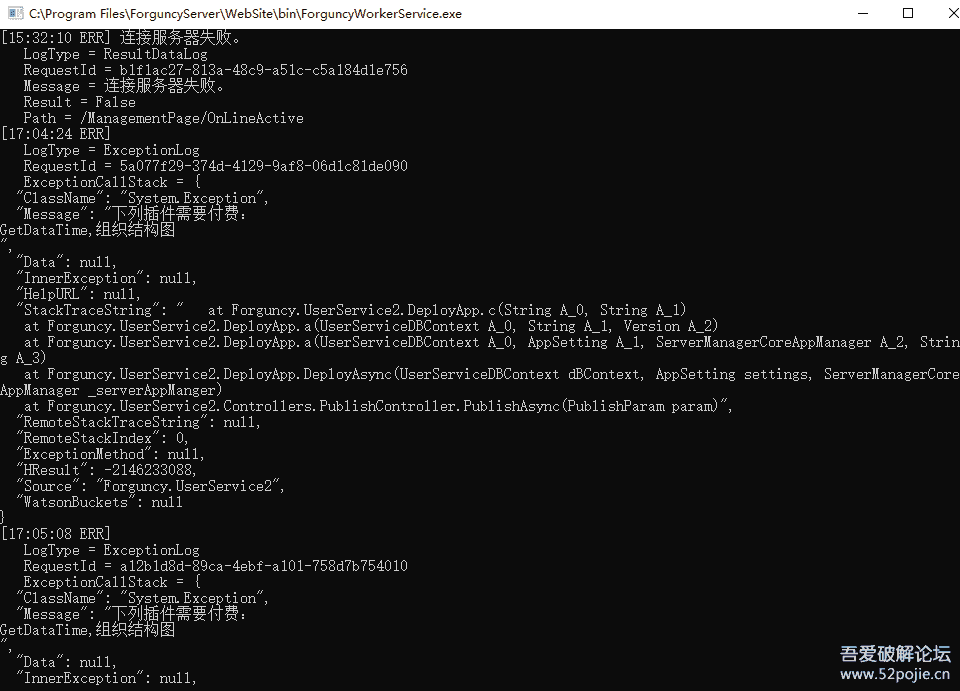 C:\Program Files\ForguncyServer\WebSite\bin\ForguncyWorkerService.exe
[15:32:10 ERR] 连接服务器失败。
LogType = ResultDataLog
RequestId = b1f1ac27-813a-48c9-a51c-c5a184d1e756
Message = 连接服务器失败。
Result = False
Path = /ManagementPage/OnLineActive
[17:04:24 ERR]
LogType = ExceptionLog
RequestId = 5a077f29-374d-4129-9af8-06d1c81de090
ExceptionCallStack = {
"ClassName": "System.Exception",
"Message": "下列插件需要付费:
GetDataTime,组织结构图
",
"Data": null,
"InnerException": null,
"HelpURL": null,
"StackTraceString": "   at Forguncy.UserService2.DeployApp.c(String A_0, String A_1)
at Forguncy.UserService2.DeployApp.a(UserServiceDBContext A_0, String A_1, Version A_2)
at Forguncy.UserService2.DeployApp.a(UserServiceDBContext A_0, AppSetting A_1, ServerManagerCoreAppManager A_2, Strin
g A_3)
at Forguncy.UserService2.DeployApp.DeployAsync(UserServiceDBContext dBContext, AppSetting settings, ServerManagerCore
AppManager _serverAppManger)
at Forguncy.UserService2.Controllers.PublishController.PublishAsync(PublishParam param)",
"RemoteStackTraceString": null,
"RemoteStackIndex": 0,
"ExceptionMethod": null,
"HResult": -2146233088,
"Source": "Forguncy.UserService2",
"WatsonBuckets": null
}
[17:05:08 ERR]
LogType = ExceptionLog
RequestId = a12b1d8d-89ca-4ebf-a101-758d7b754010
ExceptionCallStack = {
"ClassName": "System.Exception",
"Message": "下列插件需要付费:
GetDataTime,组织结构图
",
"Data": null,
"InnerException": null,
吾爱破解论坛
www.52pojie.cn